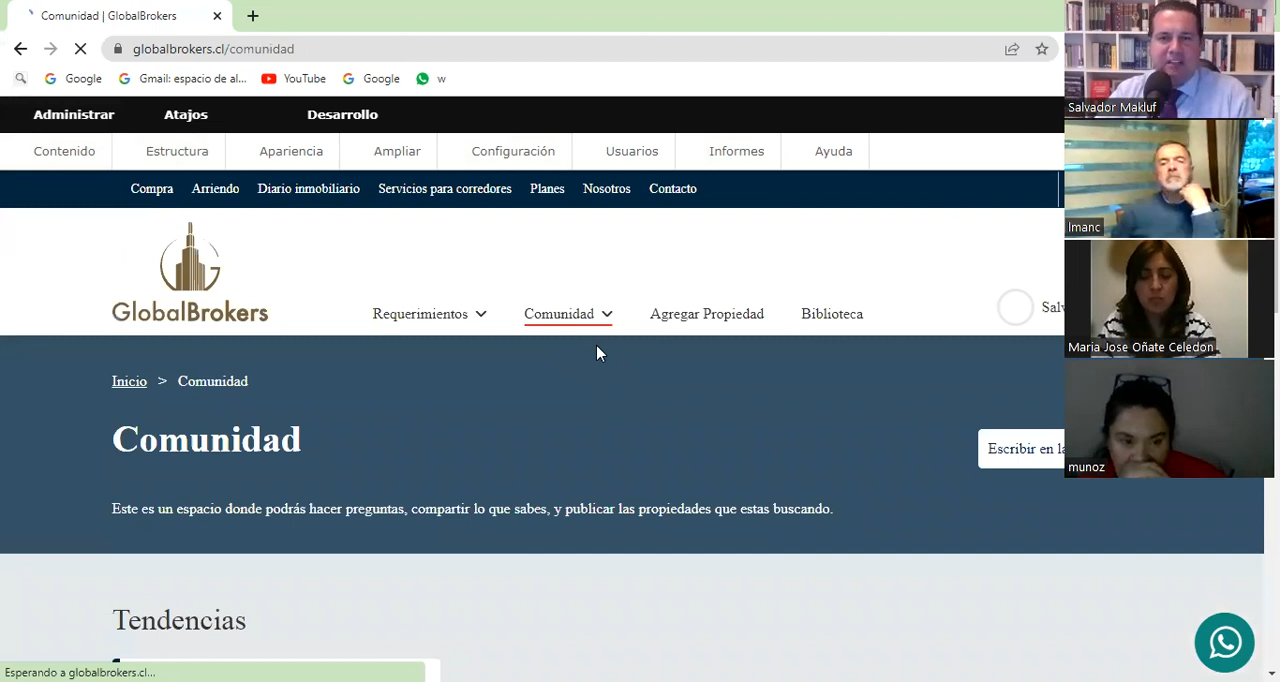 Comunidad | GlobalBrokers
globalbrokers.cl/comunidad
Google Gmail: espacio de al... YouTube Google w
Administrar Atajos Desarrollo
Contenido Estructura Apariencia Ampliar Configuración Usuarios Informes Ayuda
Compra Arriendo Diario inmobiliario Servicios para corredores Planes Nosotros Contacto
GlobalBrokers
Requerimientos Comunidad Agregar Propiedad Biblioteca
Inicio > Comunidad
Comunidad
Escribir en
Este es un espacio donde podrás hacer preguntas, compartir lo que sabes, y publicar las propiedades que estas buscando.
Tendencias
Esperando a globalbrokers.cl...
Salvador Makluf
lmanc
Maria Jose Oñate Celedon
munoz